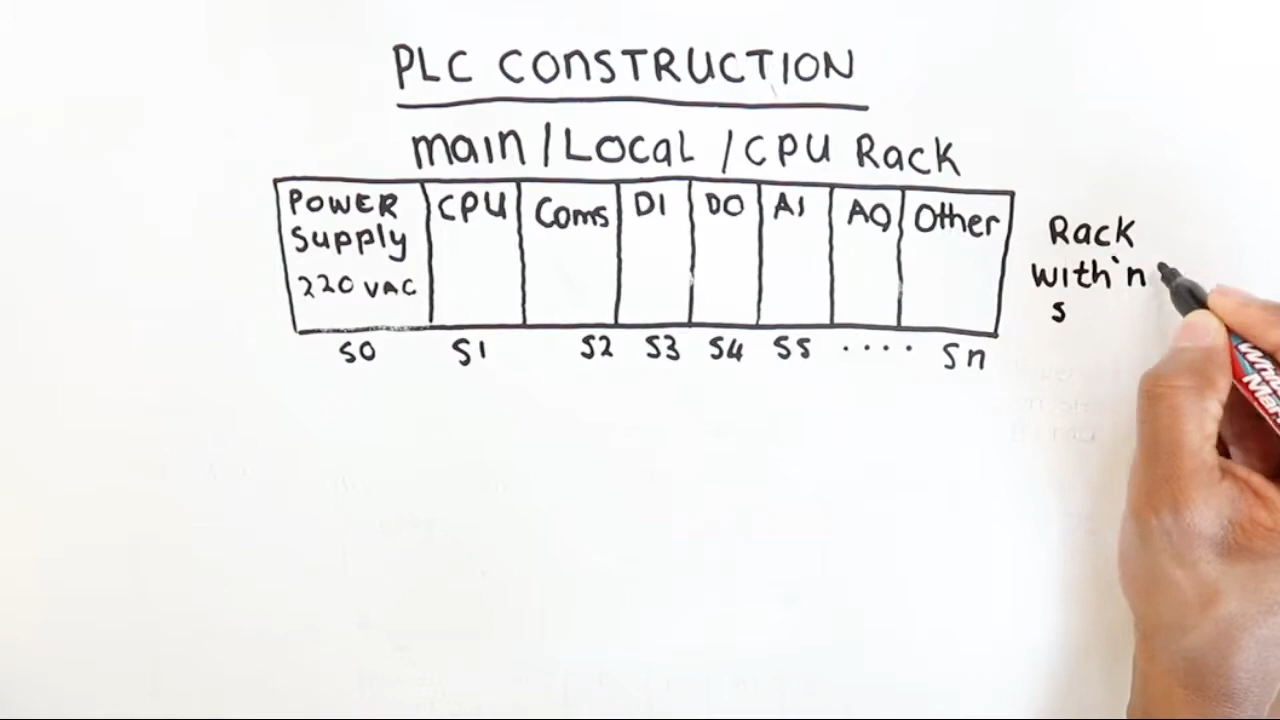 PLC CONSTRUCTION
main / Local / CPU Rack
POWER CPU Coms DI DO AI AO Other
Supply
220 VAC
S0 S1 S2 S3 S4 S5 .... Sn
Rack
with `n
s